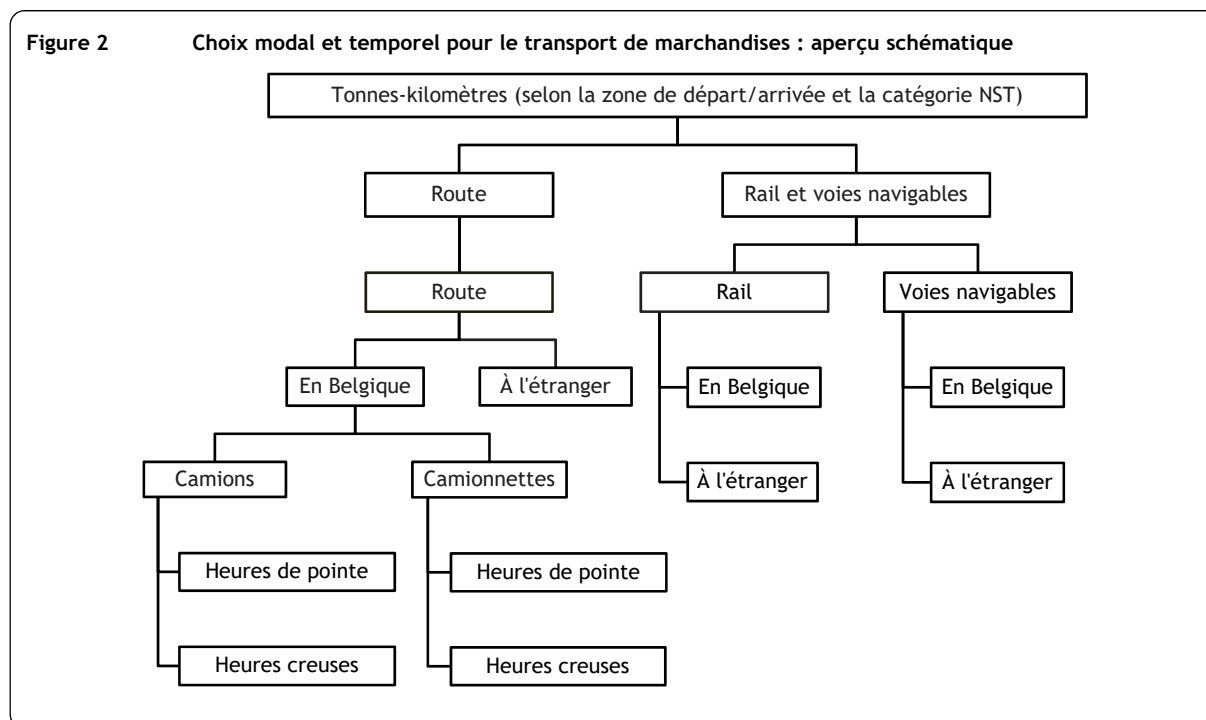 Figure 2 Choix modal et temporel pour le transport de marchandises : aperçu schématique
Tonnes-kilomètres (selon la zone de départ/arrivée et la catégorie NST)
Route
Rail et voies navigables
Route
Rail
Voies navigables
En Belgique
À l'étranger
En Belgique
En Belgique
Camions
Camionnettes
À l'étranger
À l'étranger
Heures de pointe
Heures de pointe
Heures creuses
Heures creuses